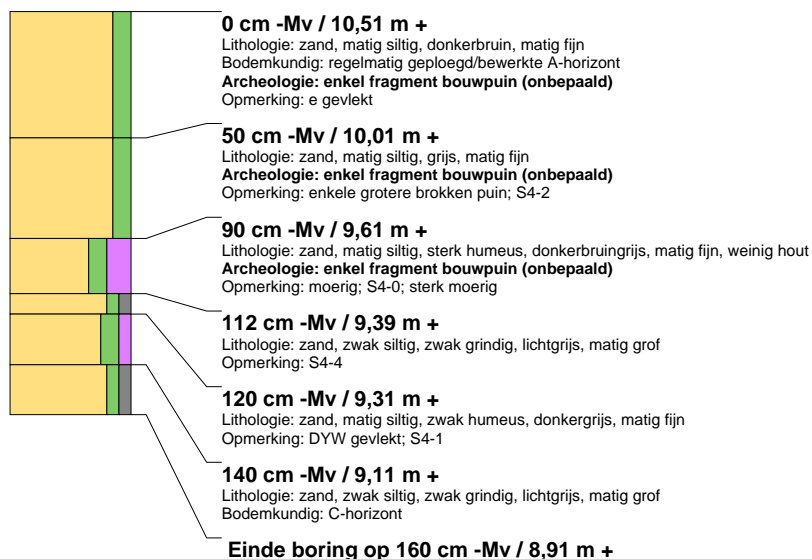 0 cm -Mv / 10,51 m +
Lithologie: zand, matig siltig, donkerbruin, matig fijn
Bodemkundig: regelmatig geploegd/bewerkte A-horizont
Archeologie: enkel fragment bouwpuin (onbepaald)
Opmerking: e gevlekt
50 cm -Mv / 10,01 m +
Lithologie: zand, matig siltig, grijs, matig fijn
Archeologie: enkel fragment bouwpuin (onbepaald)
Opmerking: enkele grotere brokken puin; S4-2
90 cm -Mv / 9,61 m +
Lithologie: zand, matig siltig, sterk humeus, donkerbruingrijs, matig fijn, weinig hout
Archeologie: enkel fragment bouwpuin (onbepaald)
Opmerking: moerig; S4-0; sterk moerig
112 cm -Mv / 9,39 m +
Lithologie: zand, zwak siltig, zwak grindig, lichtgrijs, matig grof
Opmerking: S4-4
120 cm -Mv / 9,31 m +
Lithologie: zand, matig siltig, zwak humeus, donkergrijs, matig fijn
Opmerking: DYW gevlekt; S4-1
140 cm -Mv / 9,11 m +
Lithologie: zand, zwak siltig, zwak grindig, lichtgrijs, matig grof
Bodemkundig: C-horizont
Einde boring op 160 cm -Mv / 8,91 m +